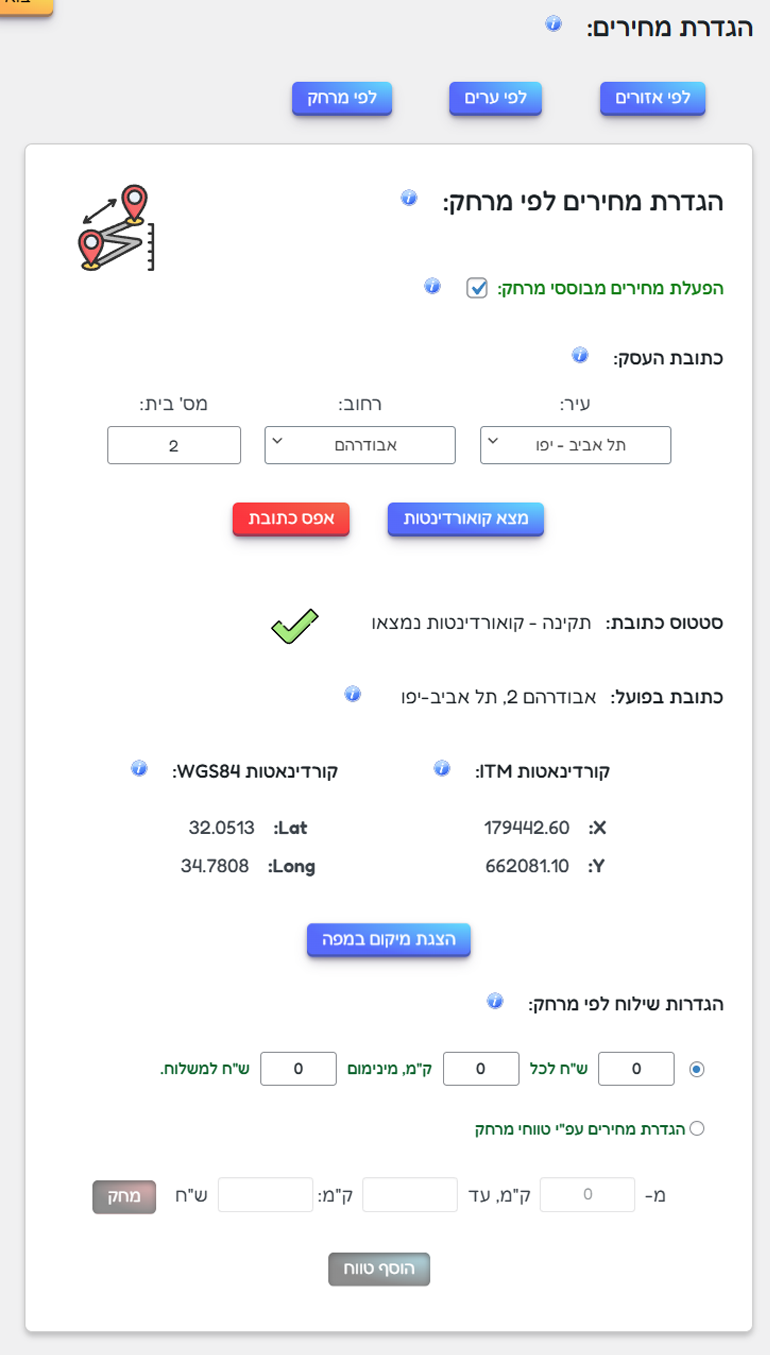 הגדרת מחירים:
לפי אזורים לפי ערים לפי מרחק
הגדרת מחירים לפי מרחק:
הפעלת מחירים מבוססי מרחק:
כתובת העסק:
עיר: רחוב: מס' בית:
תל אביב - יפו אבודרהם 2
מצא קואורדינטות אפס כתובת
סטטוס כתובת: תקינה - קואורדינטות נמצאו
כתובת בפועל: אבודרהם 2, תל אביב-יפו
קורדינאטות ITM: קורדינאטות WGS84:
X: 179442.60 Lat: 32.0513
Y: 662081.10 Long: 34.7808
הצגת מיקום במפה
הגדרות שילוח לפי מרחק:
0 ש"ח לכל 0 ק"מ, מינימום 0 ש"ח למשלוח.
הגדרת מחירים עפ"י טווחי מרחק
מ- 0 ק"מ, עד ק"מ: ש"ח מחק
הוסף טווח